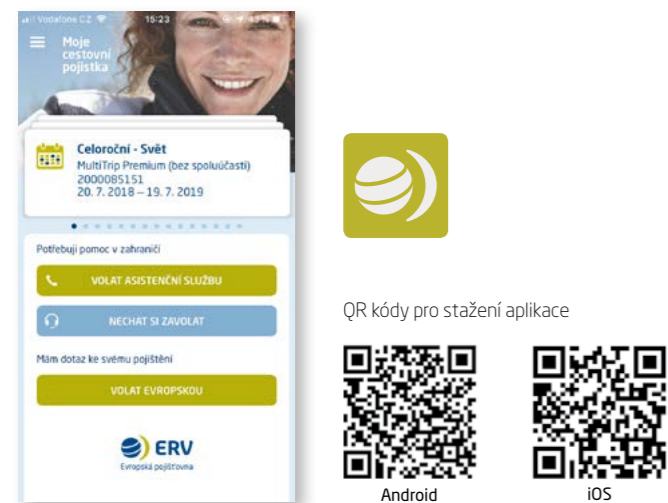 Vodafone CZ 15:23
Moje
cestovní
pojistka
Celoroční - Svět
MultiTrip Premium (bez spoluúčasti)
2000085151
20. 7. 2018 – 19. 7. 2019
Potřebuji pomoc v zahraničí
VOLAT ASISTENČNÍ SLUŽBU
NECHAT SI ZAVOLAT
Mám dotaz ke svému pojištění
VOLAT EVROPSKOU
ERV
Evropská pojišťovna
QR kódy pro stažení aplikace
Android
iOS